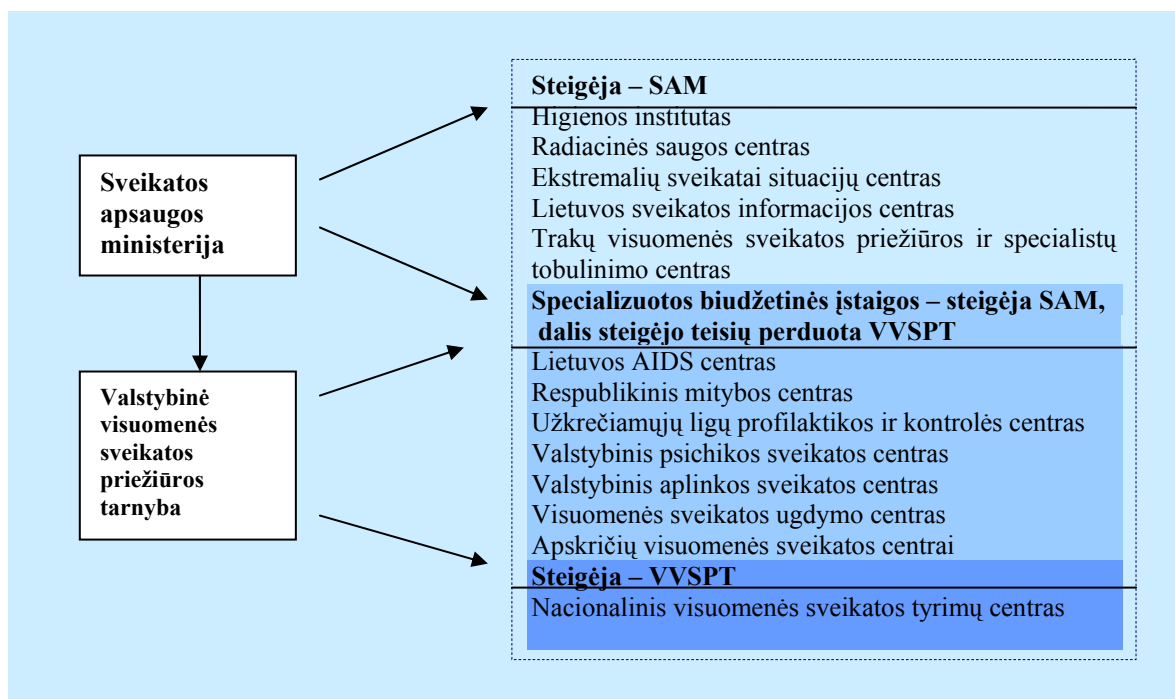 Sveikatos
apsaugos
ministerija
Valstybinė
visuomenės
sveikatos
priežiūros
tarnyba
Steigėja – SAM
Higienos institutas
Radiacinės saugos centras
Ekstremalių sveikatai situacijų centras
Lietuvos sveikatos informacijos centras
Trakų visuomenės sveikatos priežiūros ir specialistų
tobulinimo centras
Specializuotos biudžetinės įstaigos – steigėja SAM,
dalis steigėjo teisių perduota VVSPT
Lietuvos AIDS centras
Respublikinis mitybos centras
Užkrečiamųjų ligų profilaktikos ir kontrolės centras
Valstybinis psichikos sveikatos centras
Valstybinis aplinkos sveikatos centras
Visuomenės sveikatos ugdymo centras
Apskričių visuomenės sveikatos centrai
Steigėja – VVSPT
Nacionalinis visuomenės sveikatos tyrimų centras